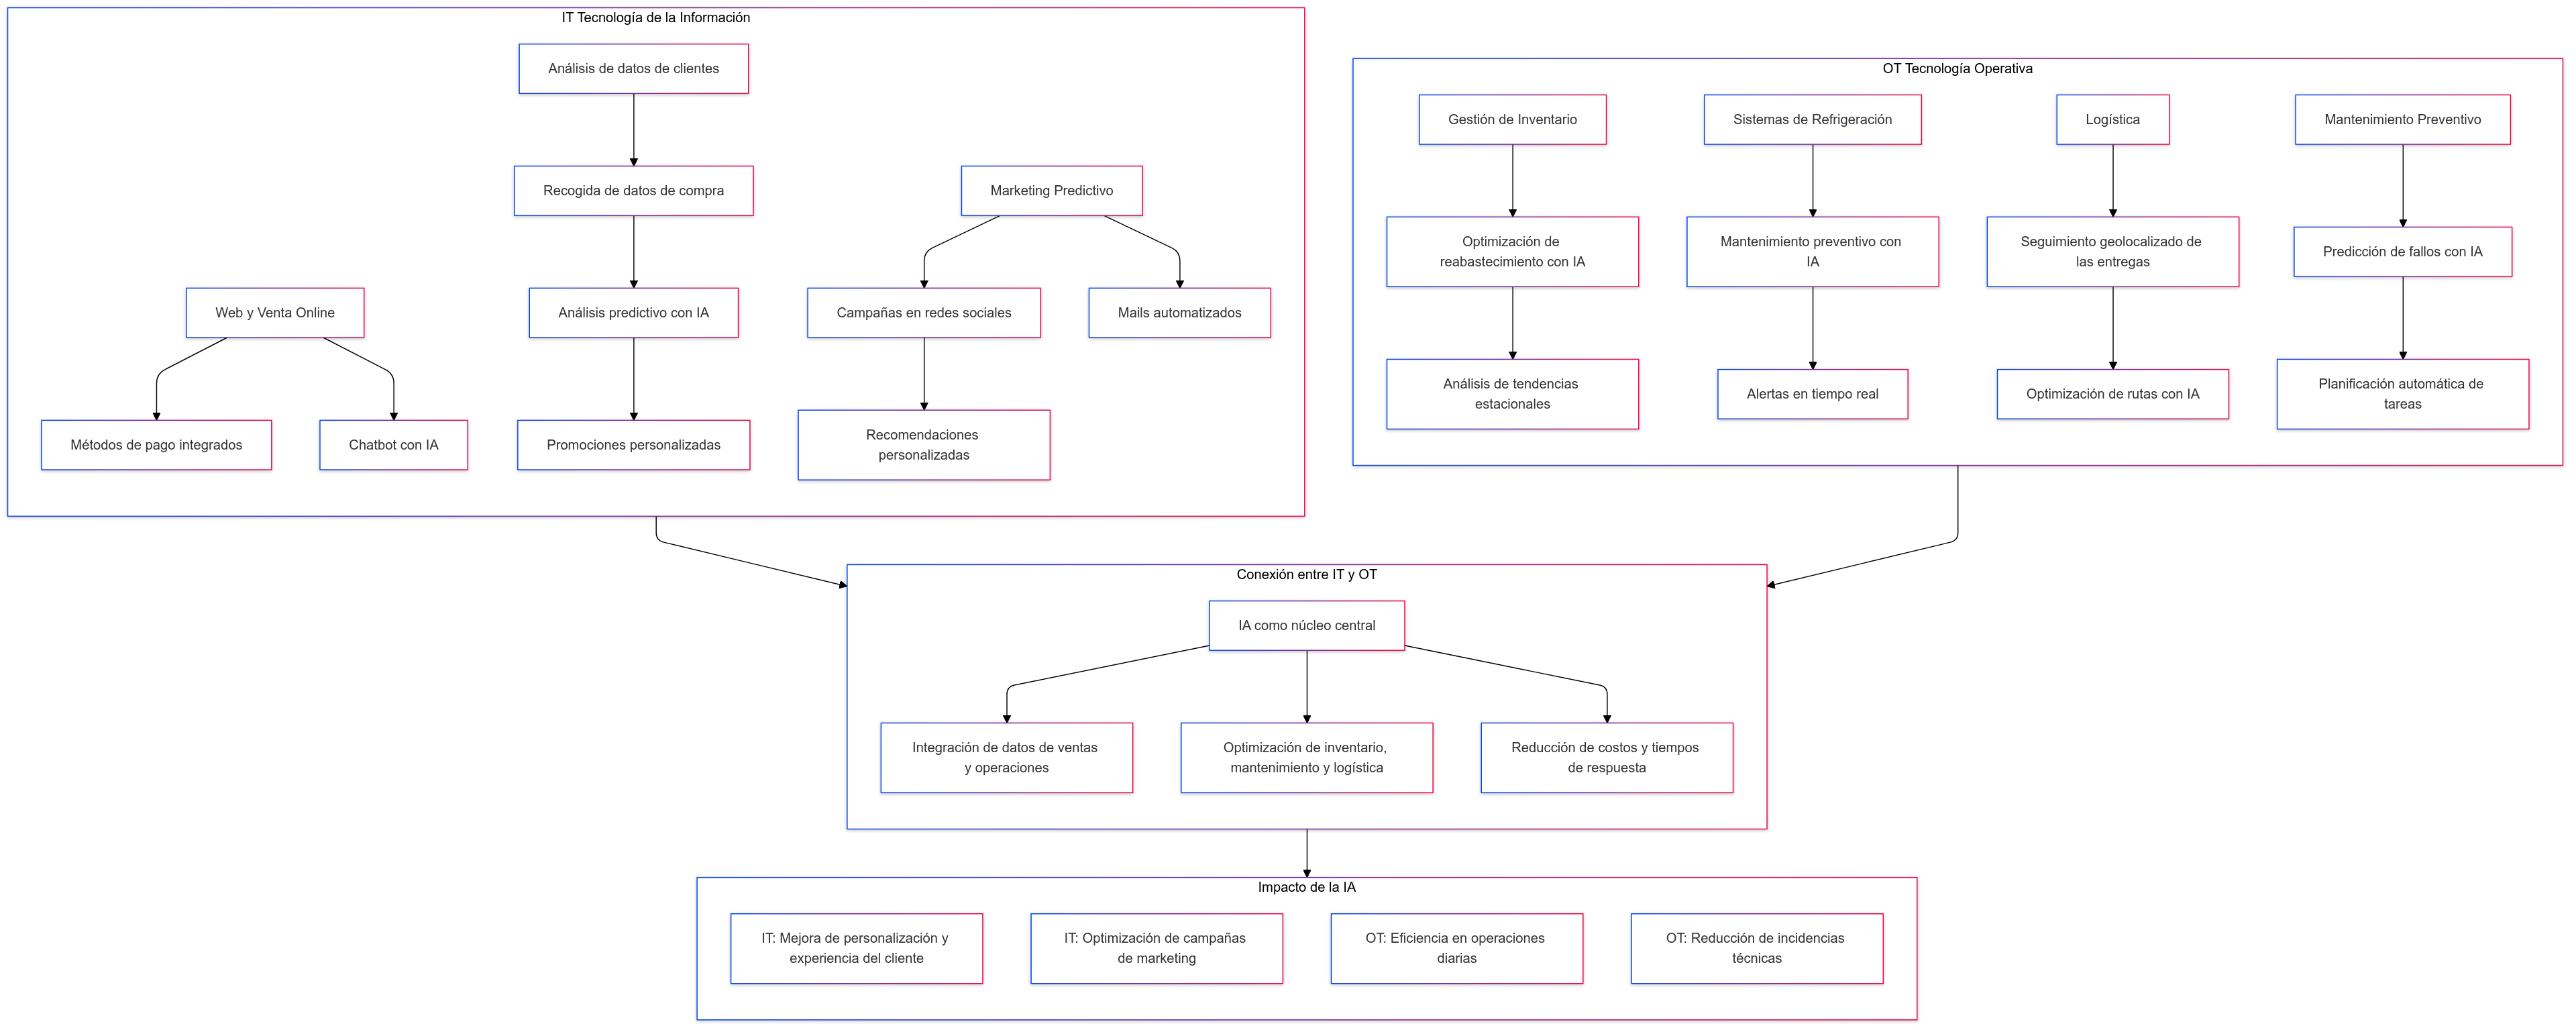 IT Tecnología de la Información
Análisis de datos de clientes
Recogida de datos de compra
Marketing Predictivo
Web y Venta Online
Análisis predictivo con IA
Campañas en redes sociales
Mails automatizados
Métodos de pago integrados
Chatbot con IA
Promociones personalizadas
Recomendaciones
personalizadas
OT Tecnología Operativa
Gestión de Inventario
Sistemas de Refrigeración
Logística
Mantenimiento Preventivo
Optimización de
reabastecimiento con IA
Mantenimiento preventivo con
IA
Seguimiento geolocalizado de
las entregas
Predicción de fallos con IA
Análisis de tendencias
estacionales
Alertas en tiempo real
Optimización de rutas con IA
Planificación automática de
tareas
Conexión entre IT y OT
IA como núcleo central
Integración de datos de ventas
y operaciones
Optimización de inventario,
mantenimiento y logística
Reducción de costos y tiempos
de respuesta
Impacto de la IA
IT: Mejora de personalización y
experiencia del cliente
IT: Optimización de campañas
de marketing
OT: Eficiencia en operaciones
diarias
OT: Reducción de incidencias
técnicas